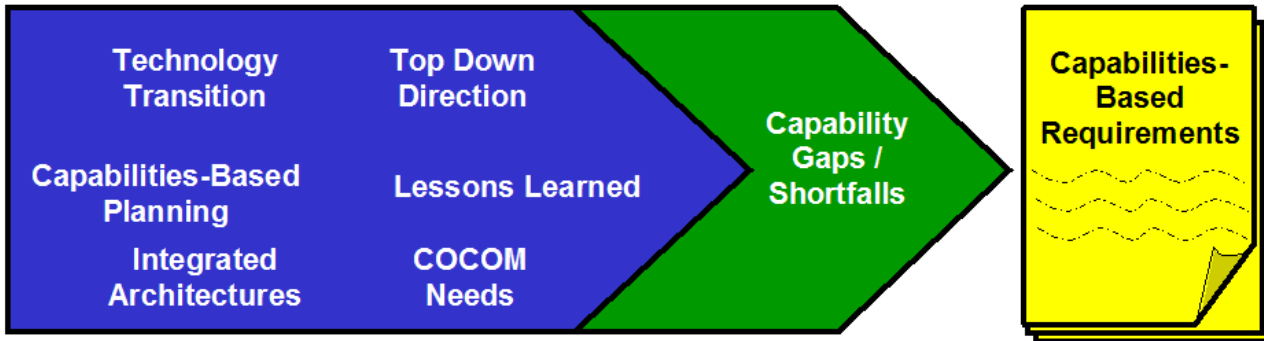 Technology
Transition
Top Down
Direction
Capabilities-Based
Planning
Lessons Learned
Integrated
Architectures
COCOM
Needs
Capability
Gaps /
Shortfalls
Capabilities-
Based
Requirements